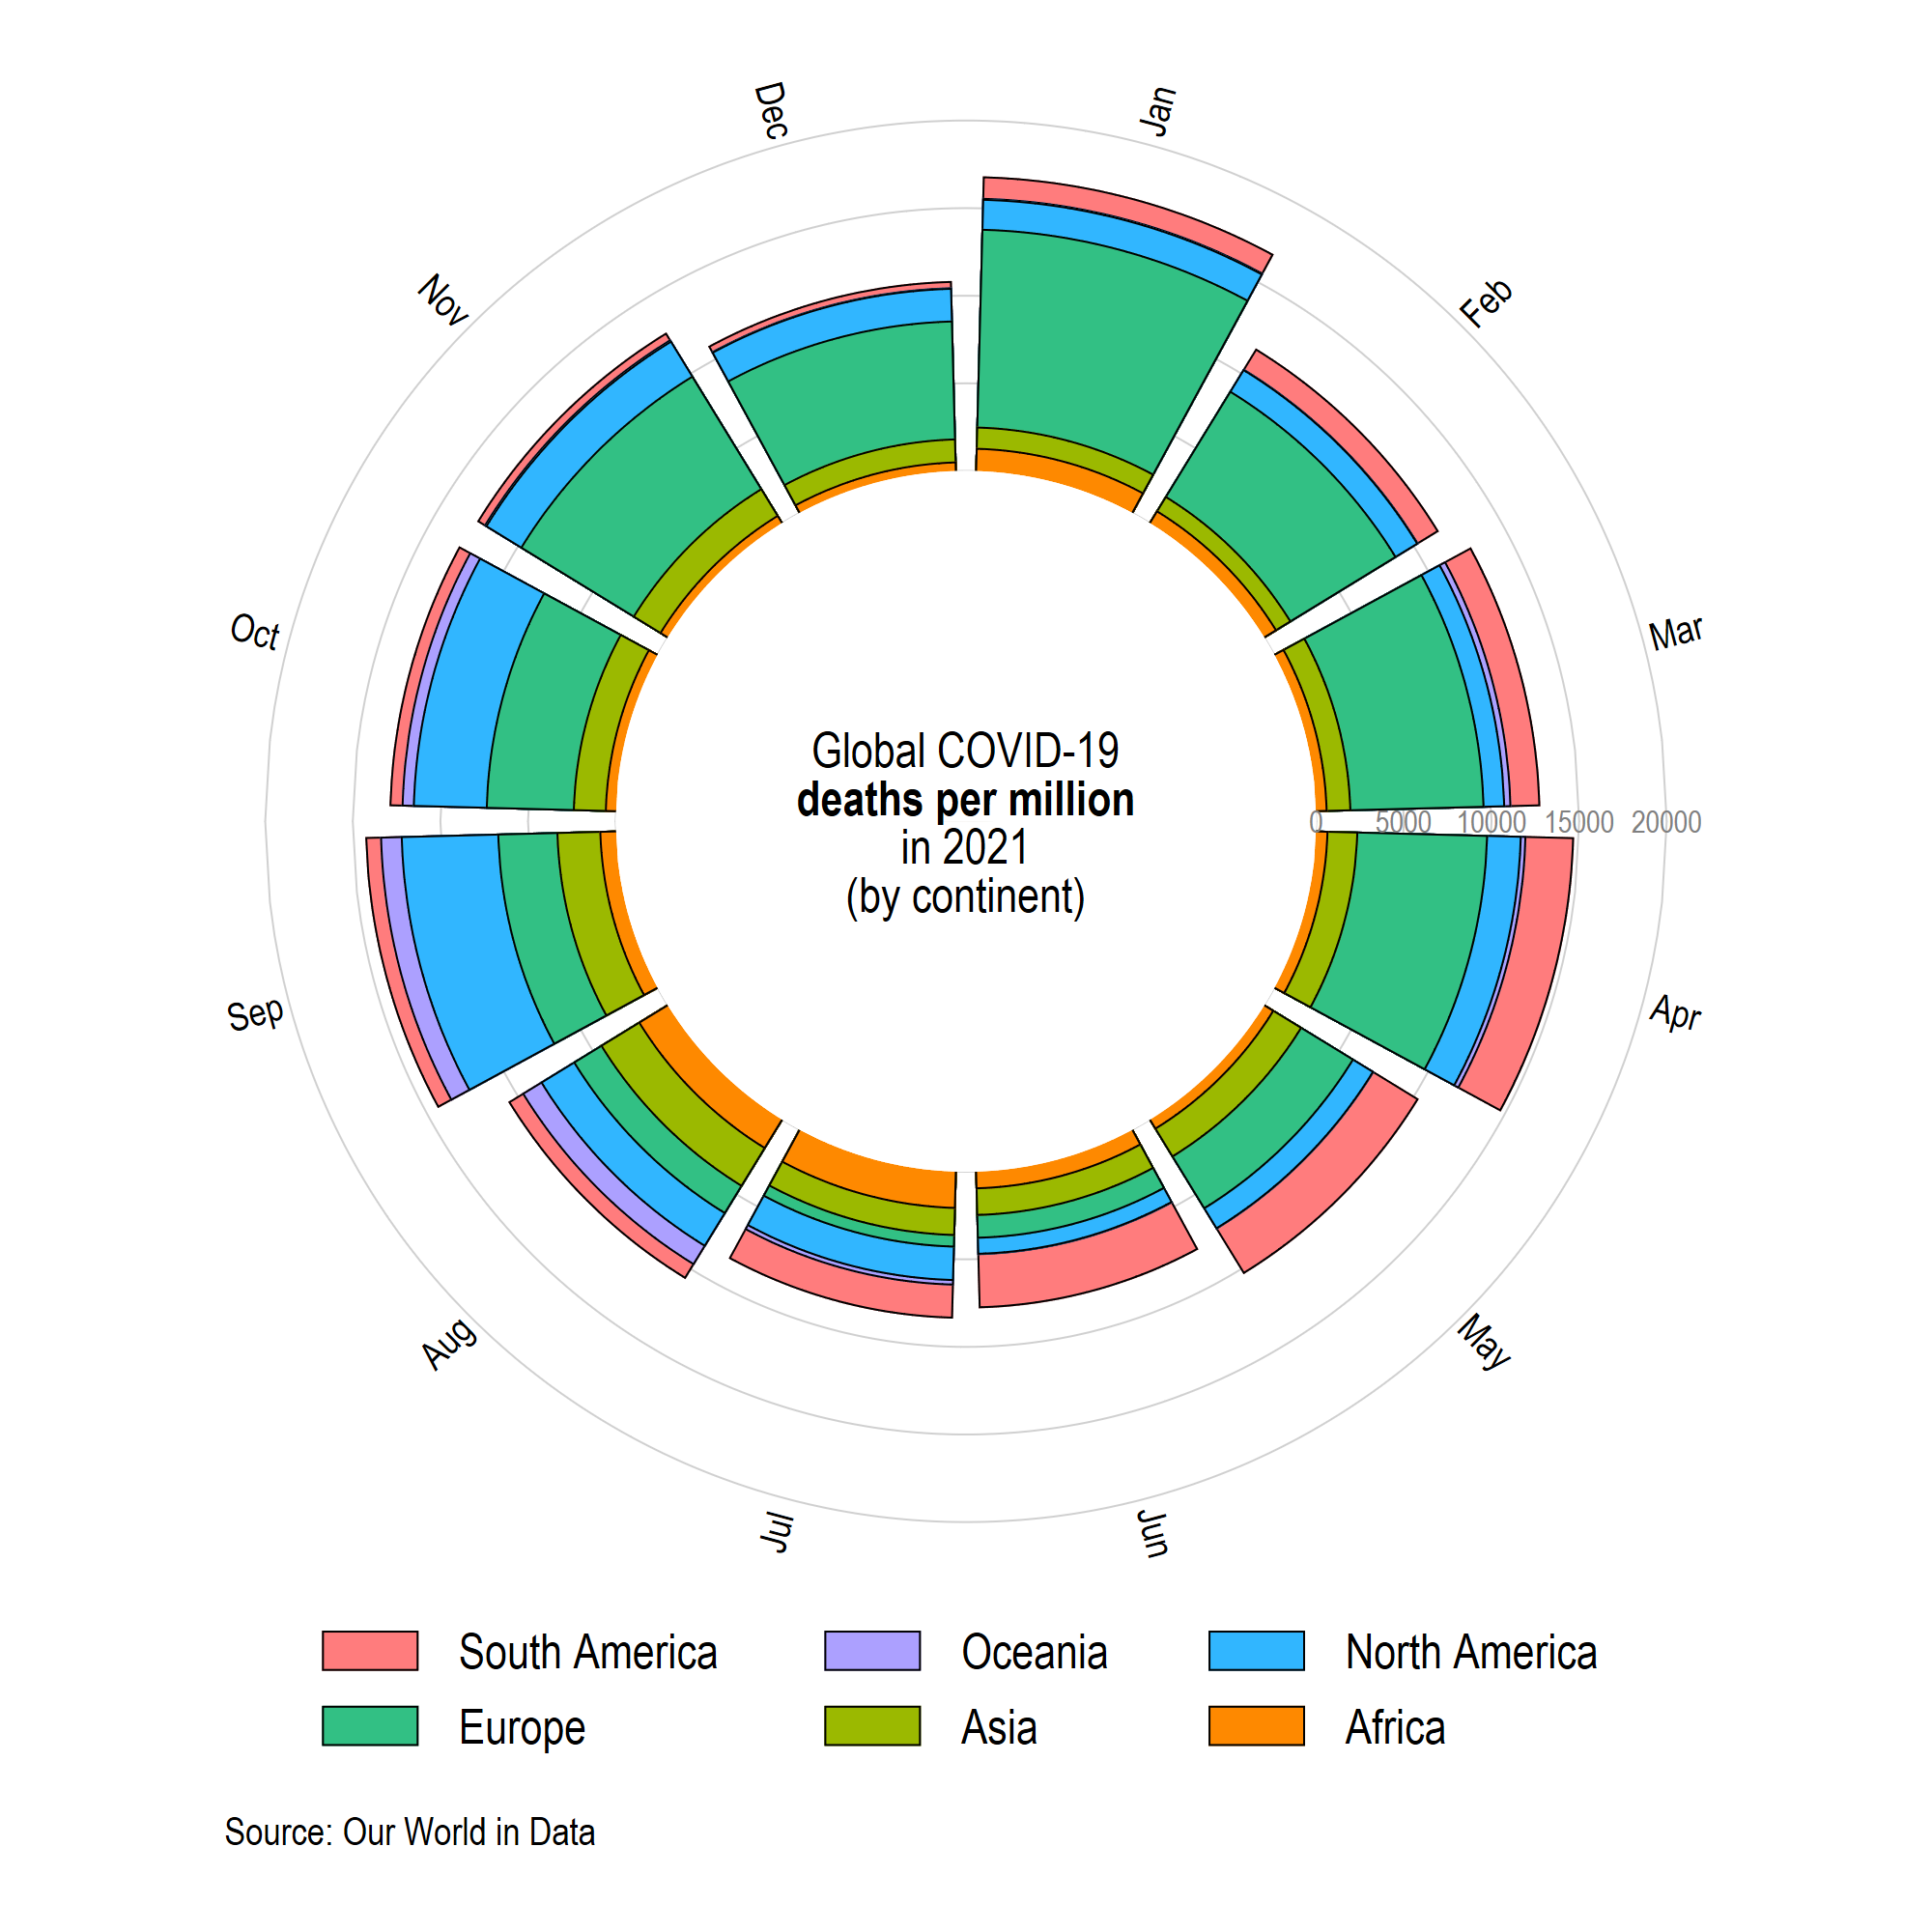 Dec
Jan
Nov
Feb
Oct
Mar
Global COVID-19
deaths per million
in 2021
(by continent)
0 5000 10000 15000 20000
Sep
Apr
Aug
May
Jul
Jun
South America
Oceania
North America
Europe
Asia
Africa
Source: Our World in Data